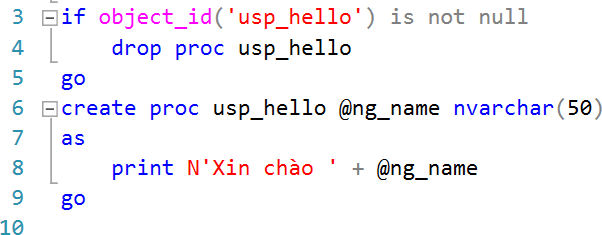 3 if object_id('usp_hello') is not null
4 drop proc usp_hello
5 go
6 create proc usp_hello @ng_name nvarchar(50)
7 as
8 print N'Xin chào ' + @ng_name
9 go
10